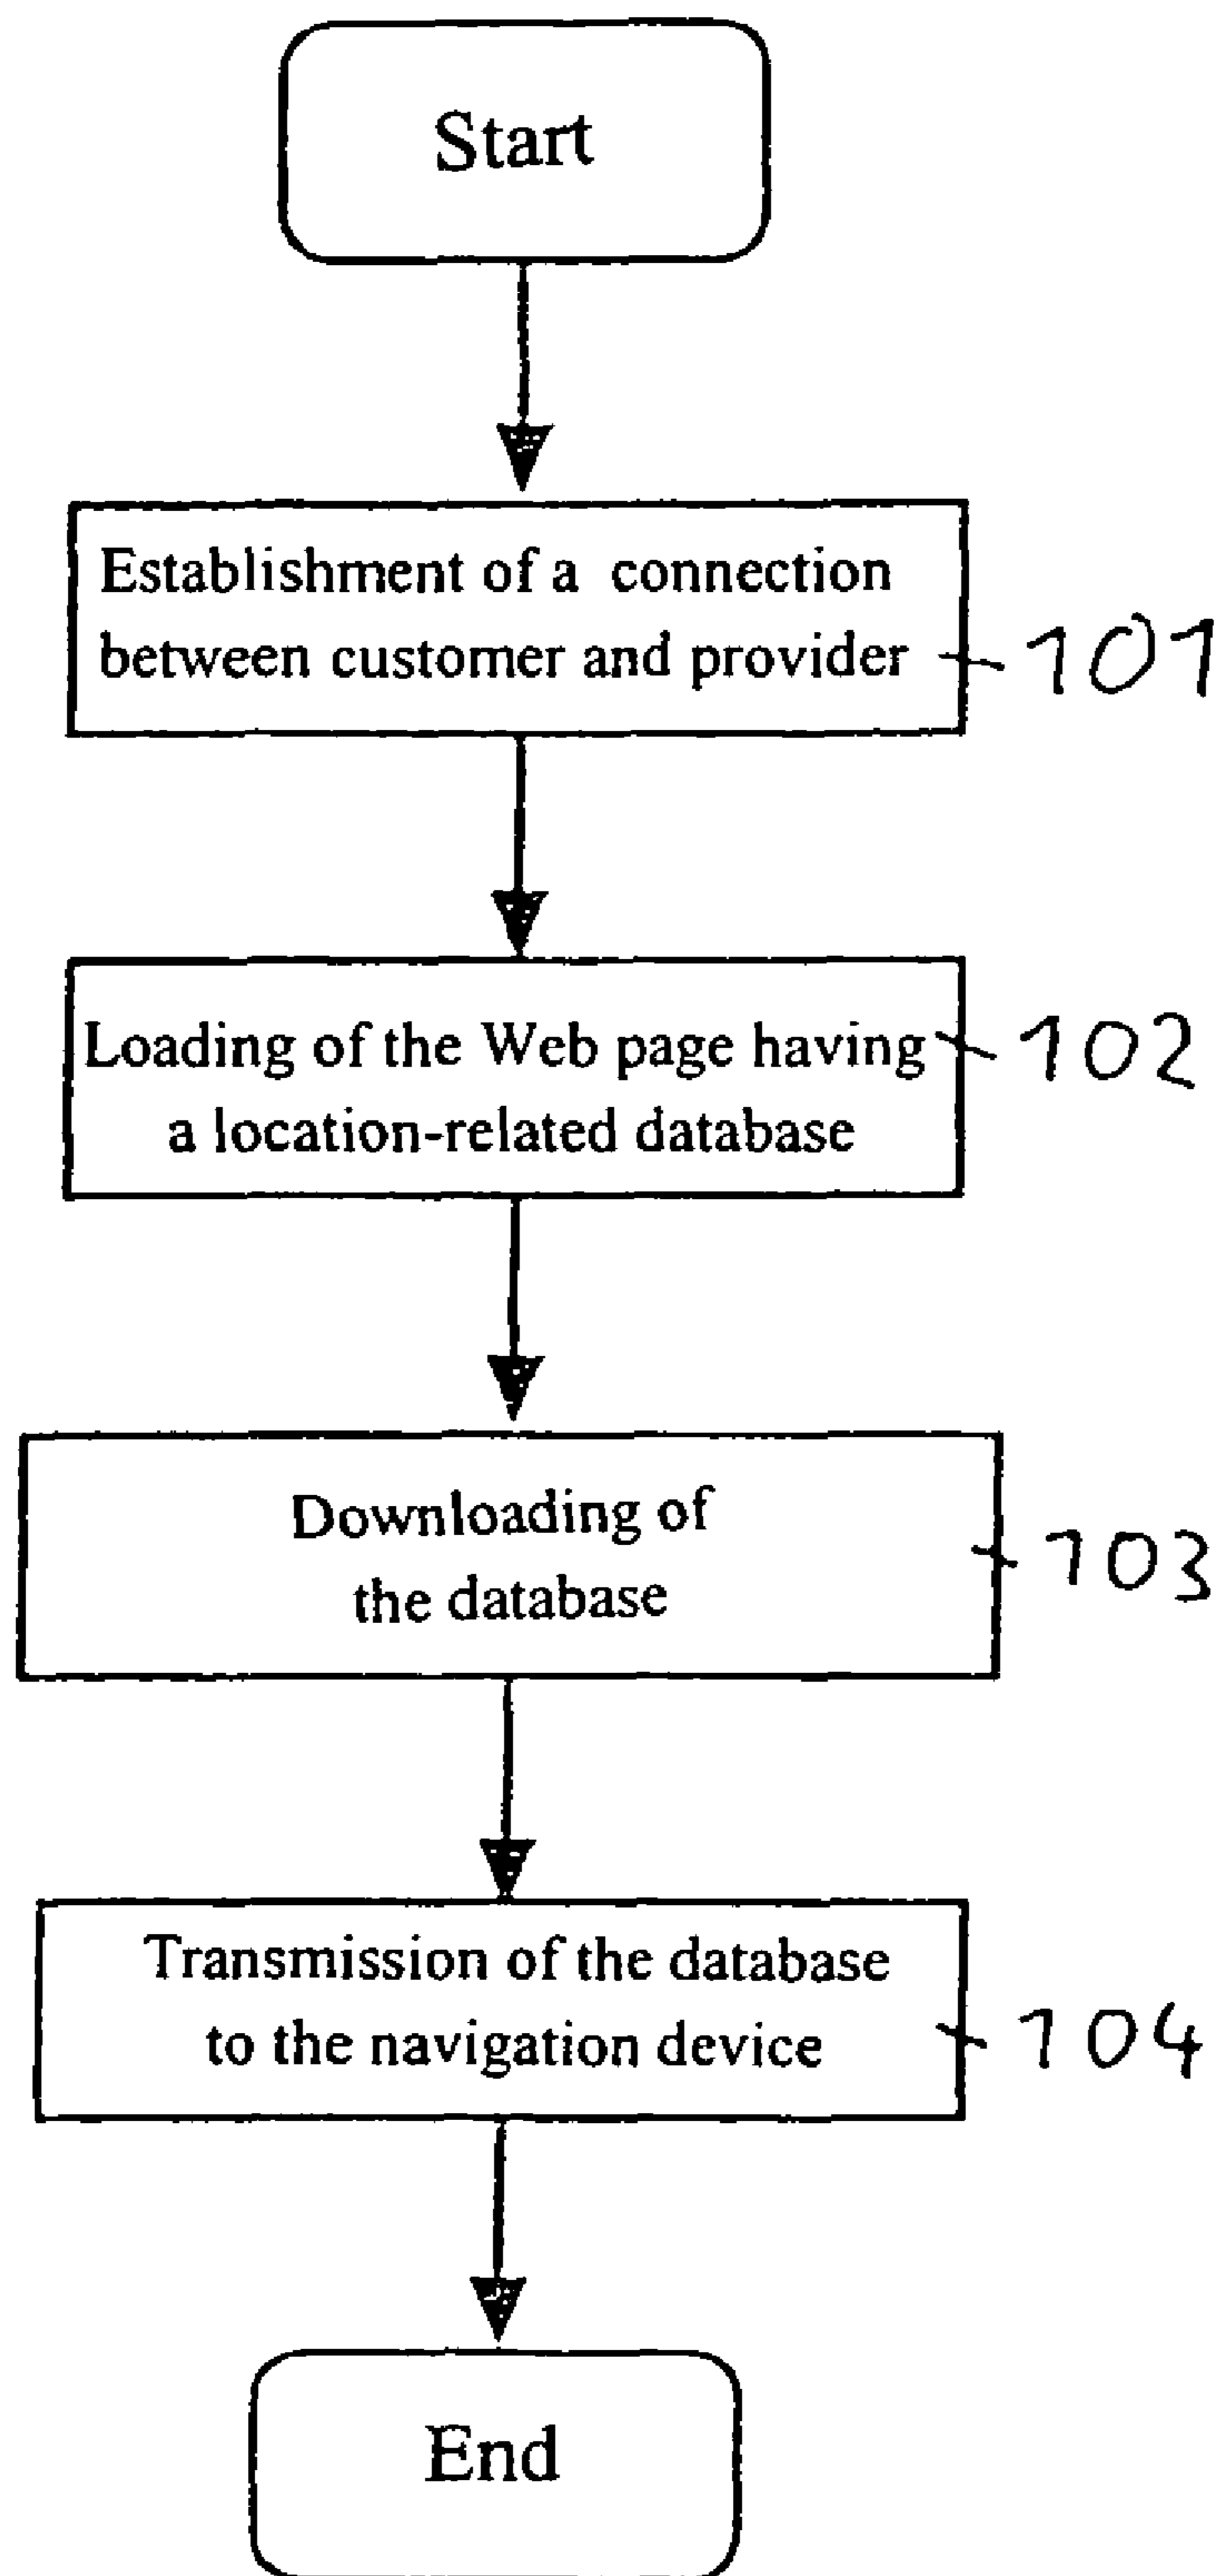 Start
Establishment of a connection
between customer and provider
101
Loading of the Web page having
a location-related database
102
Downloading of
the database
103
Transmission of the database
to the navigation device
104
End